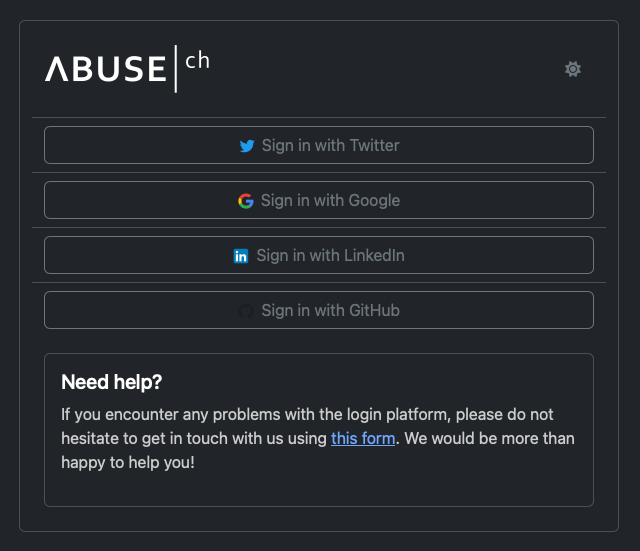 ΛBUSE ch
Sign in with Twitter
Sign in with Google
Sign in with LinkedIn
Sign in with GitHub
Need help?
If you encounter any problems with the login platform, please do not
hesitate to get in touch with us using this form. We would be more than
happy to help you!